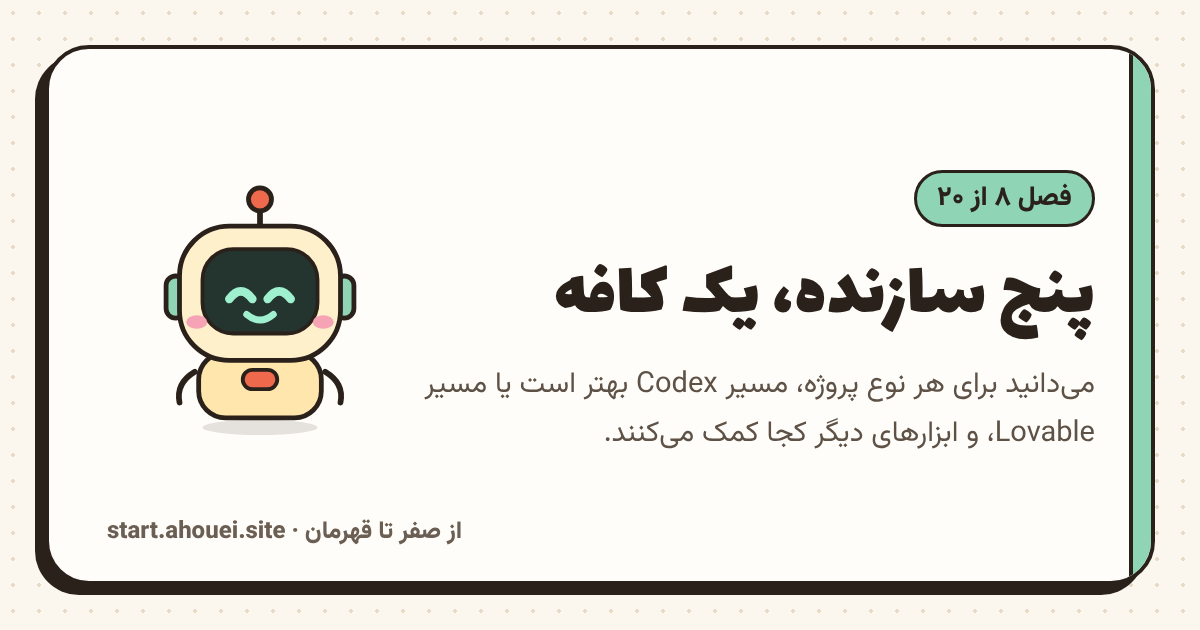 فصل ۸ از ۲۰
پنج سازنده، یک کافه
می‌دانید برای هر نوع پروژه، مسیر Codex بهتر است یا مسیر
Lovable، و ابزارهای دیگر کجا کمک می‌کنند.
از صفر تا قهرمان · start.ahouei.site